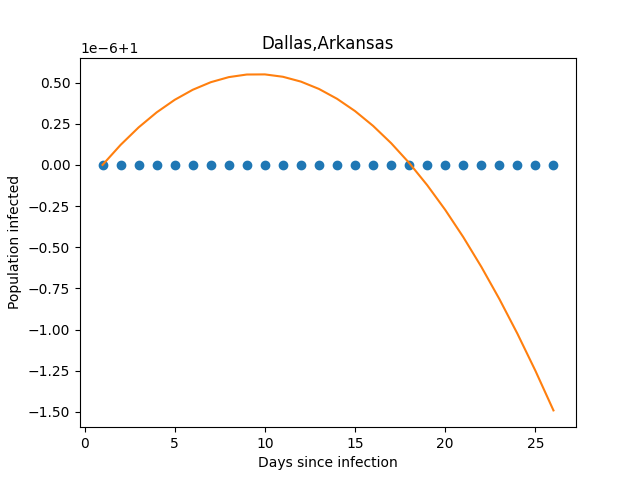 Dallas,Arkansas
1e−6+1
0.50
0.25
0.00
−0.25
−0.50
−0.75
−1.00
−1.25
−1.50
Population infected
0 5 10 15 20 25
Days since infection